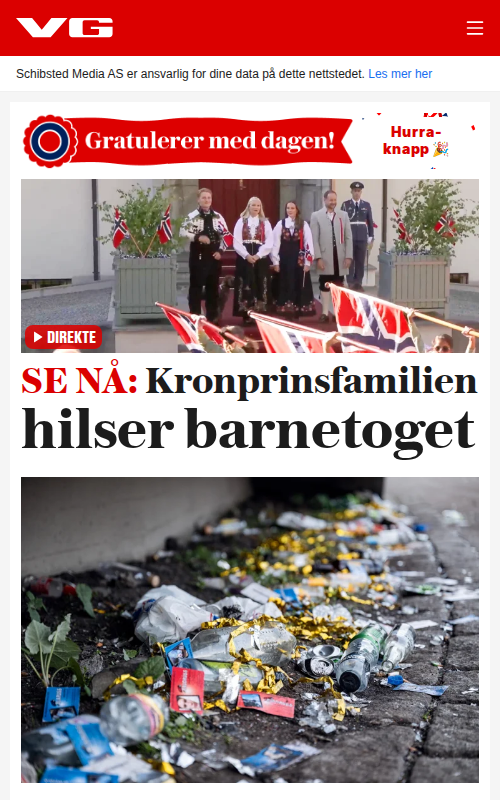 VG
Schibsted Media AS er ansvarlig for dine data på dette nettstedet. Les mer her
Gratulerer med dagen!
Hurra-
knapp 🎉
DIREKTE
SE NÅ: Kronprinsfamilien
hilser barnetoget